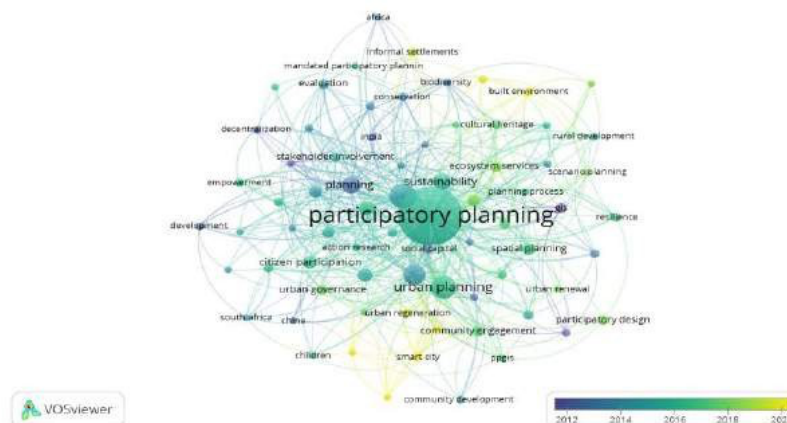 africa
informal settlements
mandated participatory plannin
evaluation
biodiversity
built environment
conservation
decentralization
india
cultural heritage
rural development
stakeholder involvement
ecosystem services
scenario planning
empowerment
planning
sustainability
planning process
participatory planning
gis
resilience
development
action research
social capital
spatial planning
citizen participation
urban governance
urban planning
urban renewal
south africa
china
urban regeneration
community engagement
participatory design
children
smart city
ppgis
community development
VOSviewer
2012 2014 2016 2018